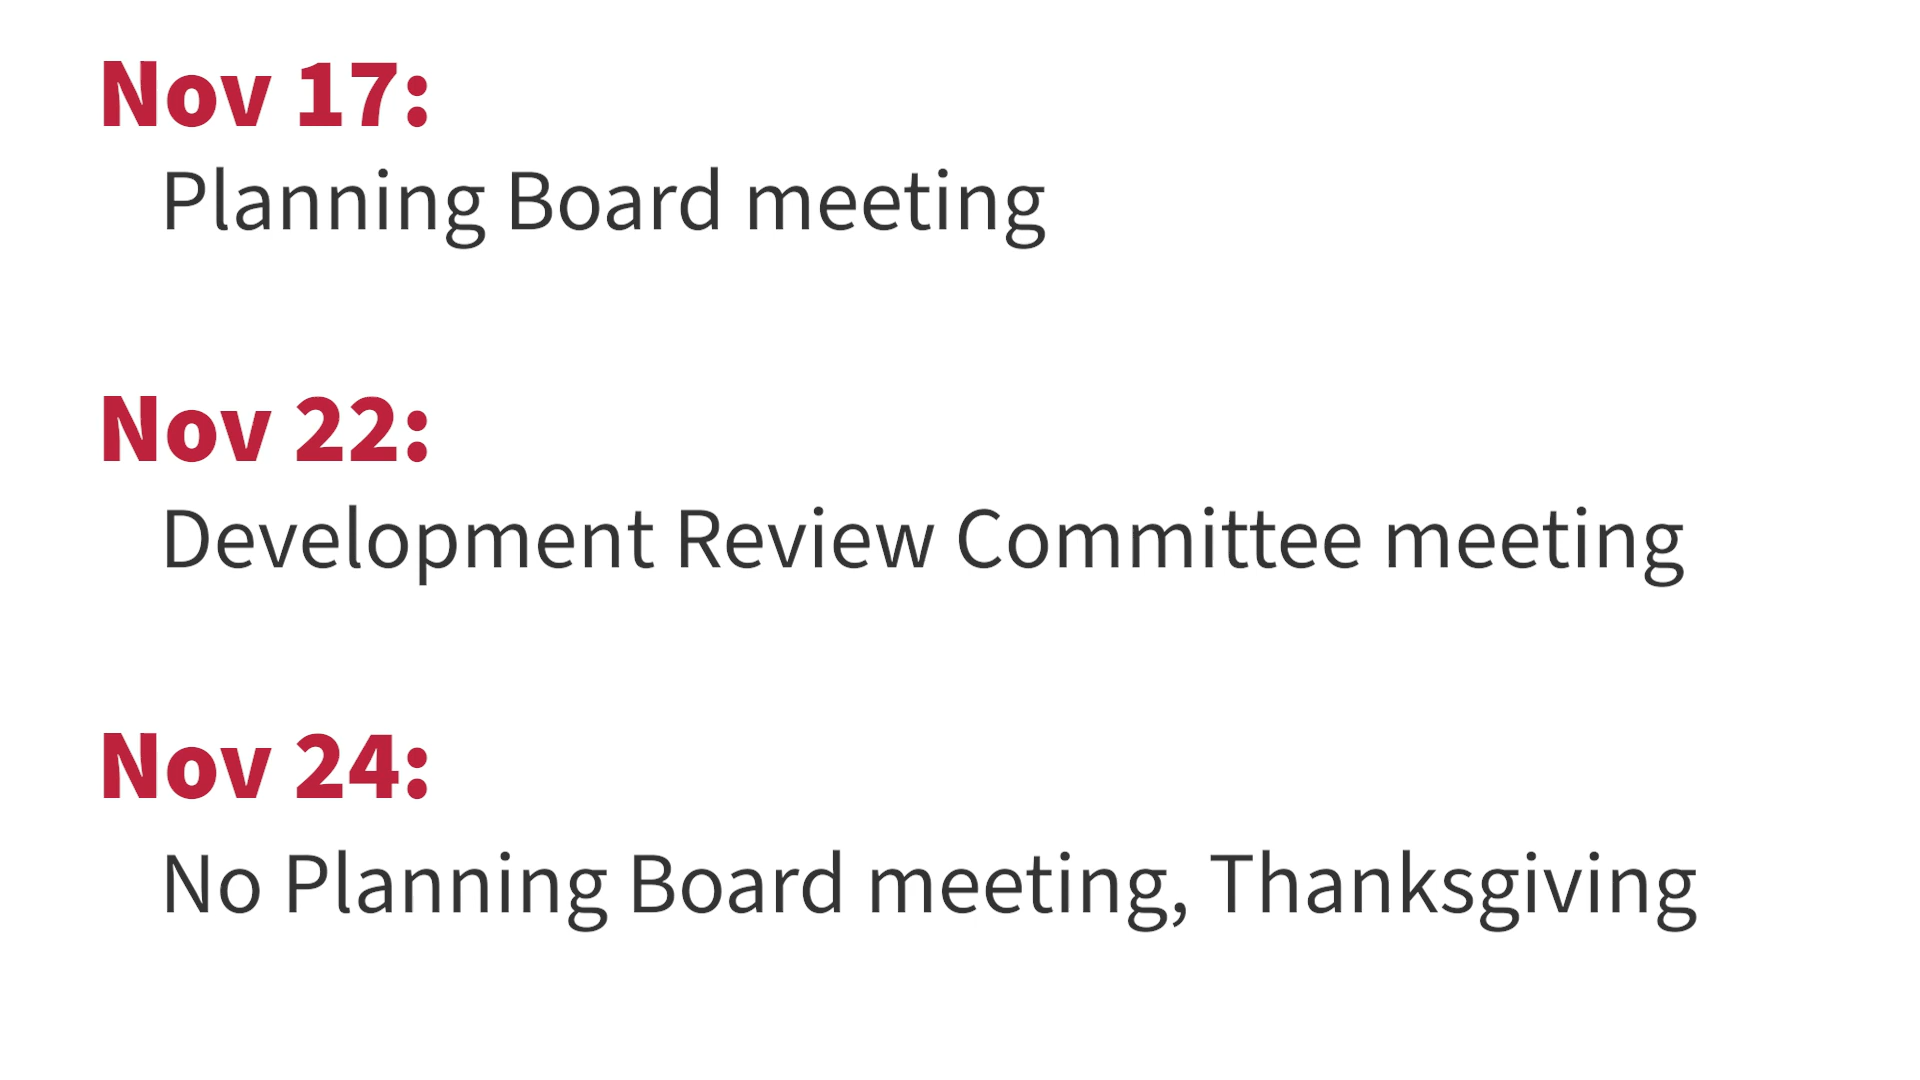 Nov 17:
Planning Board meeting
Nov 22:
Development Review Committee meeting
Nov 24:
No Planning Board meeting, Thanksgiving